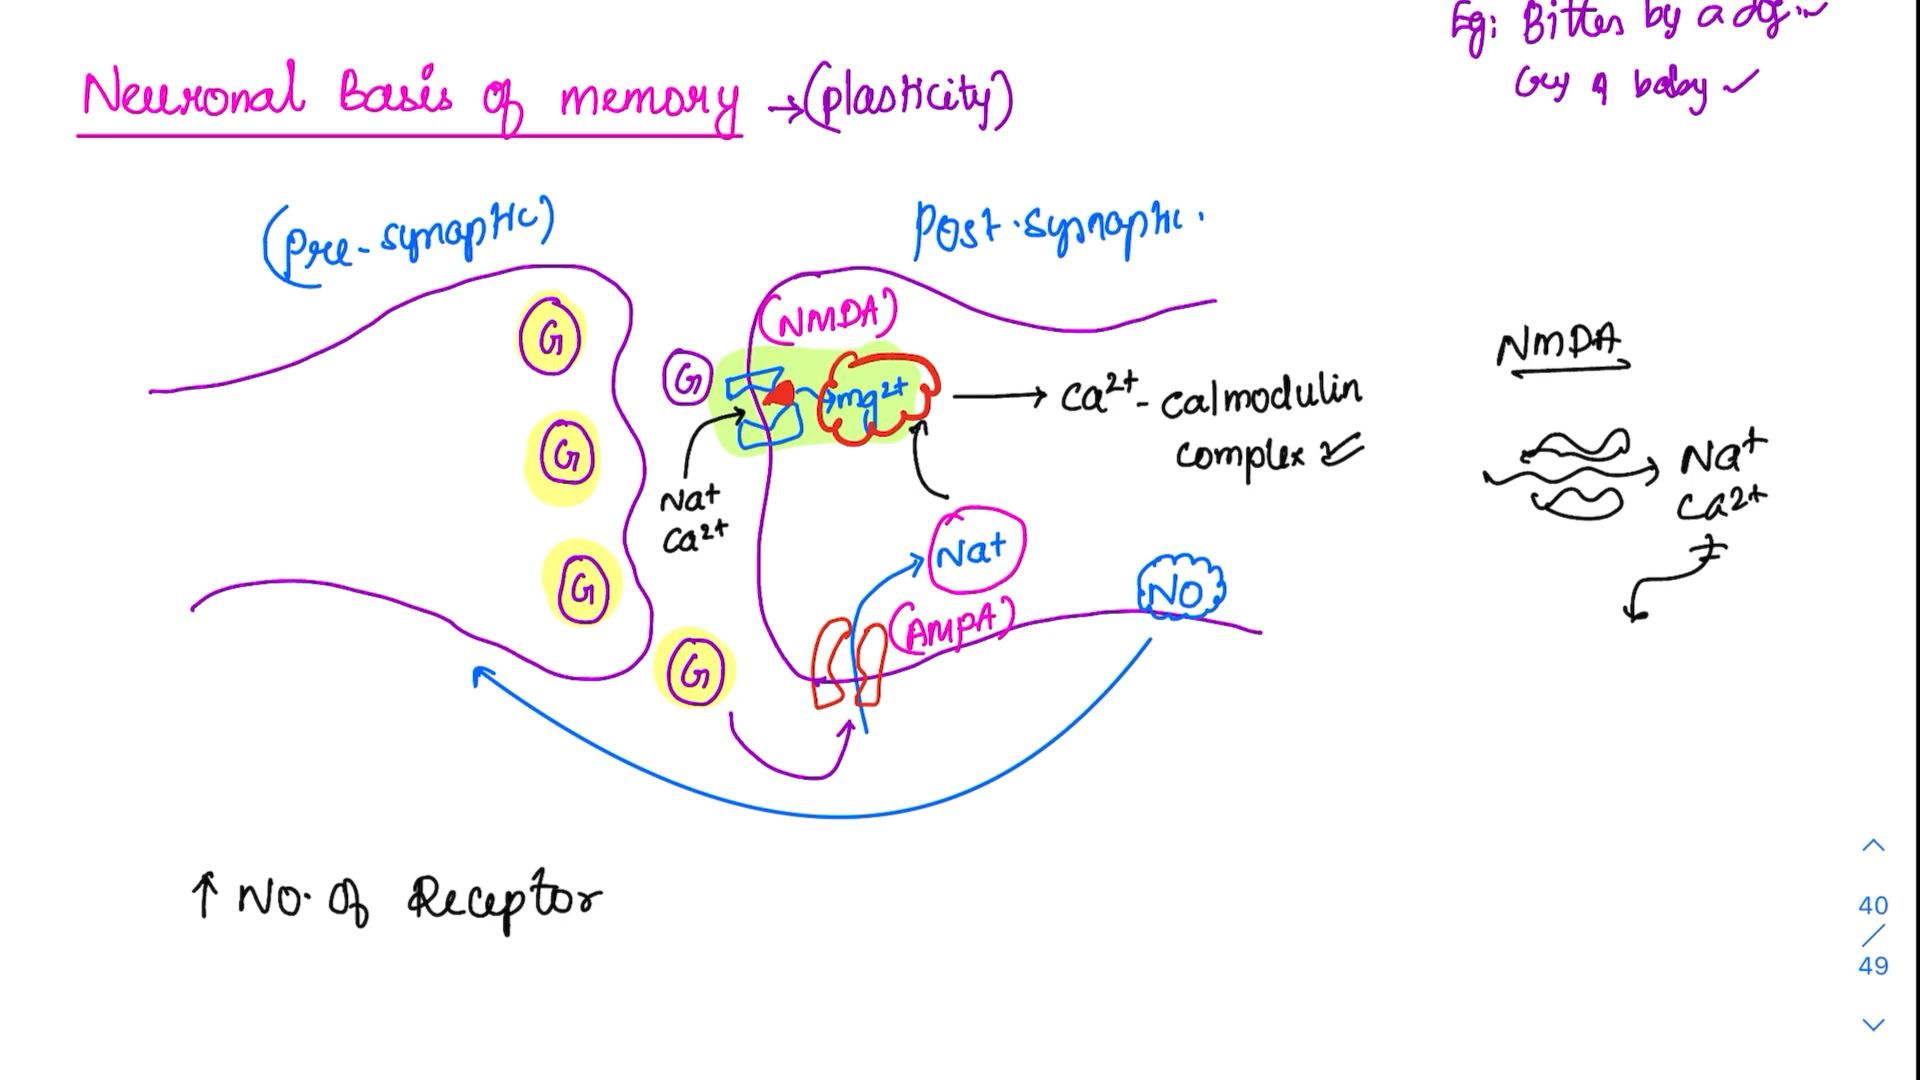 Eg: Bitten by a dog
Cry of baby ✓
Neuronal Basis of memory → (plasticity)
(Pre-synaptic)
Post-synaptic.
(NMDA)
G
G
mg2+
→ Ca2+- calmodulin
complex
NMDA
G
Na+
Ca2+
Na+
Ca2+
Na+
G
NO
(AMPA)
G
↑ NO. of Receptor
40
/
49